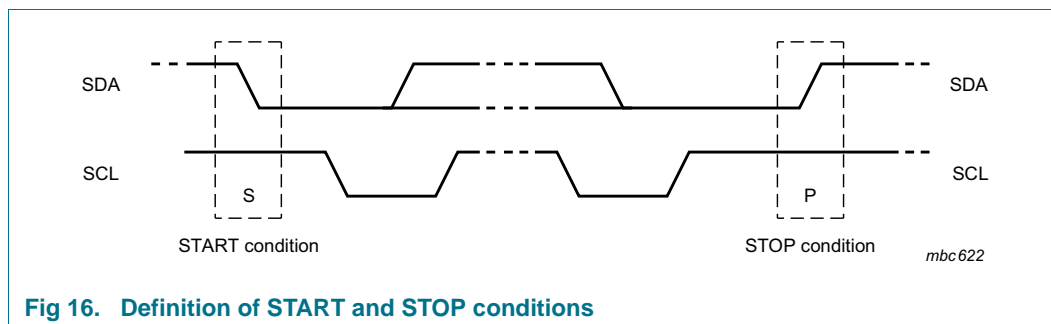 SDA
SDA
SCL
SCL
S
P
START condition
STOP condition
mbc622
Fig 16. Definition of START and STOP conditions